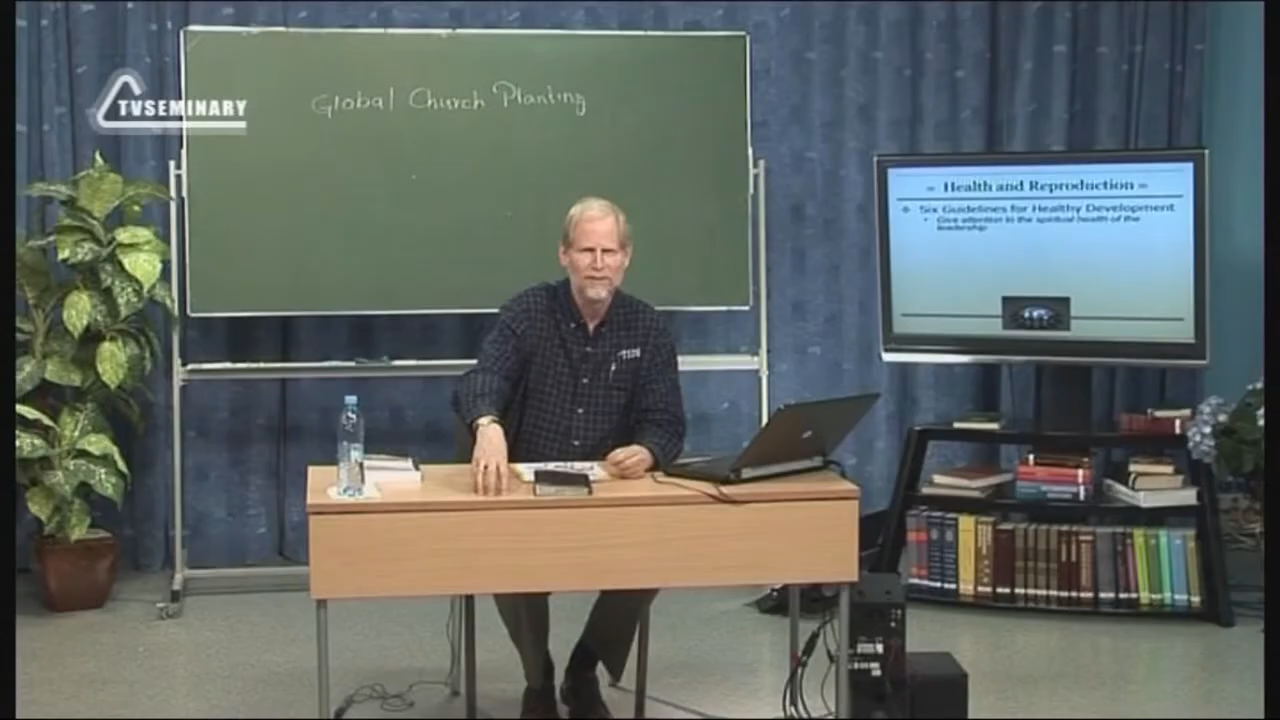 TVSEMINARY
Global Church Planting
Health and Reproduction
Six Guidelines for Healthy Development
Give attention to the spiritual health of the
leadership